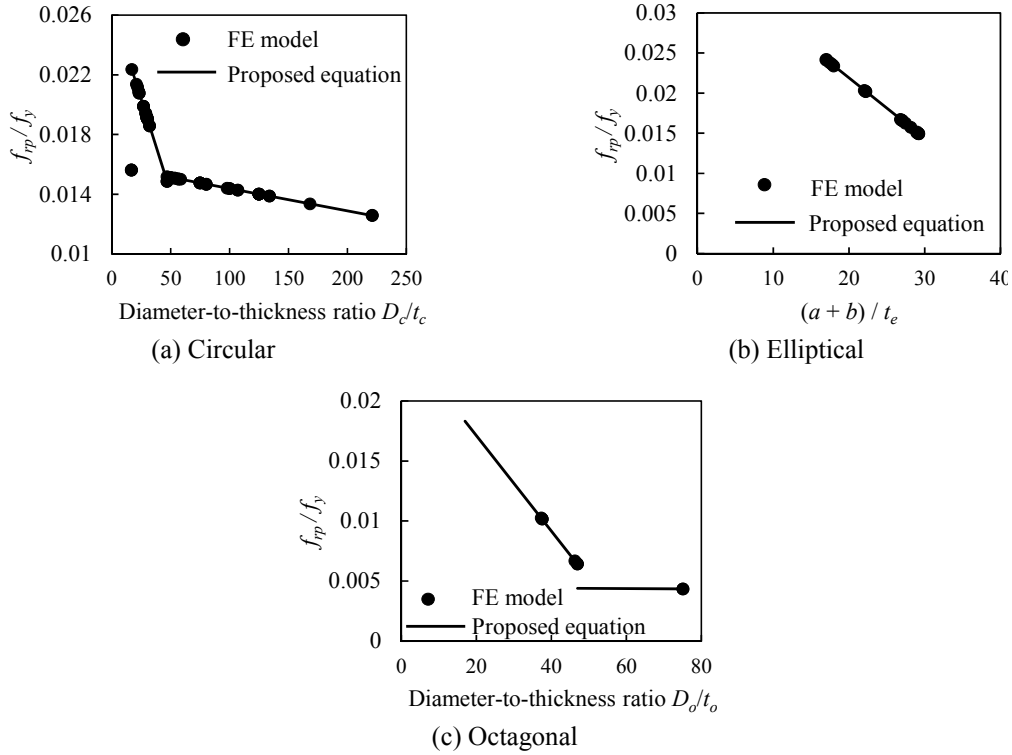 0.026
0.022
0.018
0.014
0.01
f_rp / f_y
FE model
Proposed equation
0 50 100 150 200 250
Diameter-to-thickness ratio D_c/t_c
(a) Circular
0.03
0.025
0.02
0.015
0.01
0.005
0
f_rp / f_y
FE model
Proposed equation
0 10 20 30 40
(a + b) / t_e
(b) Elliptical
0.02
0.015
0.01
0.005
0
f_rp / f_y
FE model
Proposed equation
0 20 40 60 80
Diameter-to-thickness ratio D_o/t_o
(c) Octagonal